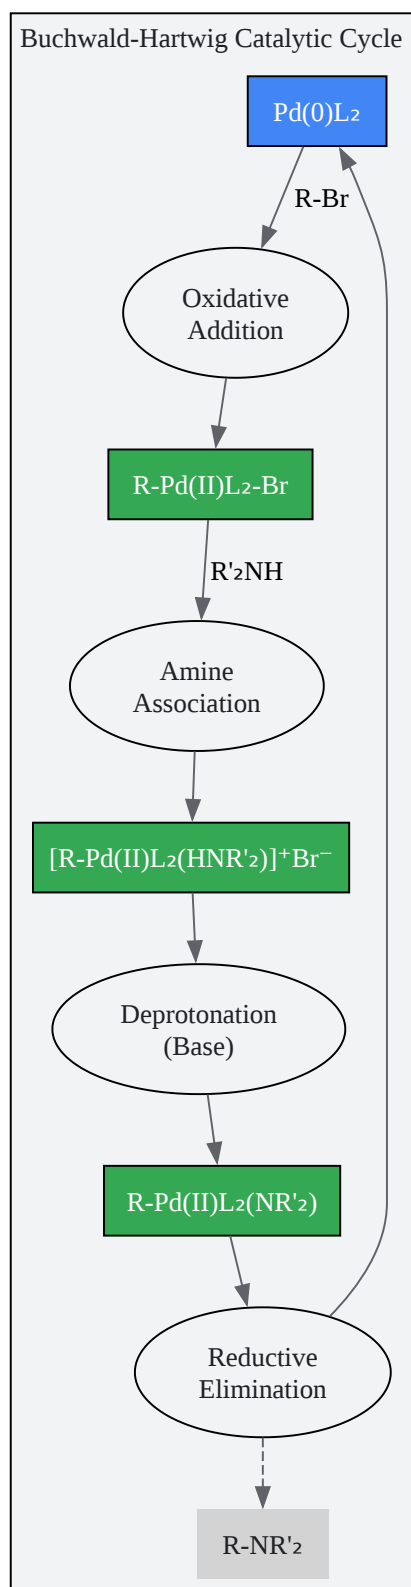 Buchwald-Hartwig Catalytic Cycle
Pd(0)L₂
R-Br
Oxidative
Addition
R-Pd(II)L₂-Br
R'₂NH
Amine
Association
[R-Pd(II)L₂(HNR'₂)]⁺Br⁻
Deprotonation
(Base)
R-Pd(II)L₂(NR'₂)
Reductive
Elimination
R-NR'₂